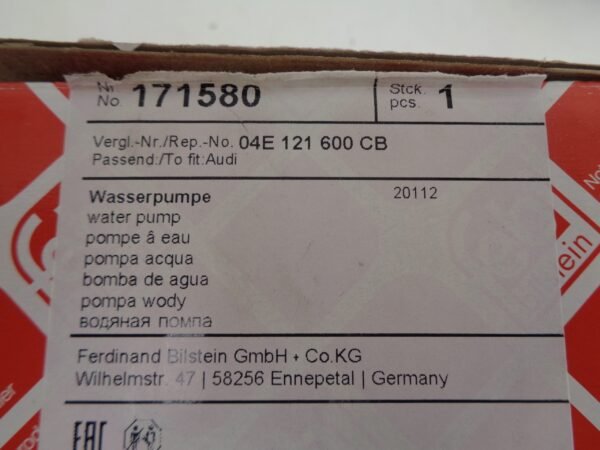 Nr
No. 171580
Stck.
pcs. 1
Vergl.-Nr./Rep.-No. 04E 121 600 CB
Passend:/To fit:Audi
Wasserpumpe 20112
water pump
pompe â eau
pompa acqua
bomba de agua
pompa wody
водяная помпа
Ferdinand Bilstein GmbH + Co.KG
Wilhelmstr. 47 | 58256 Ennepetal | Germany
EAC